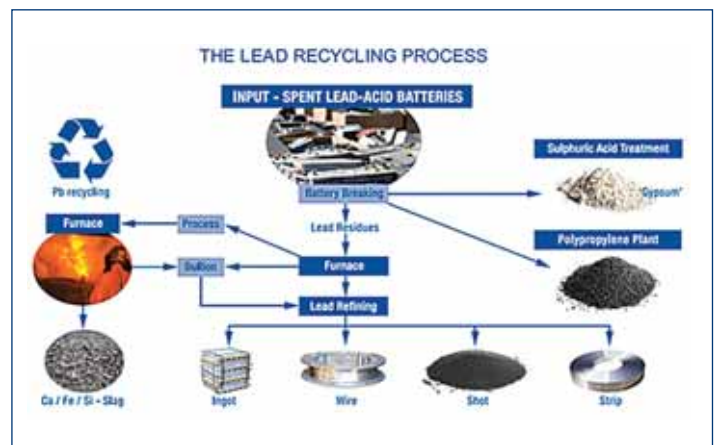 THE LEAD RECYCLING PROCESS
INPUT - SPENT LEAD-ACID BATTERIES
Sulphuric Acid Treatment
Pb recycling
Battery Breaking
"Gypsum"
Furnace
Process
Lead Residues
Polypropylene Plant
Bullion
Furnace
Lead Refining
Ca / Fe / Si - Slag
Ingot
Wire
Shot
Strip